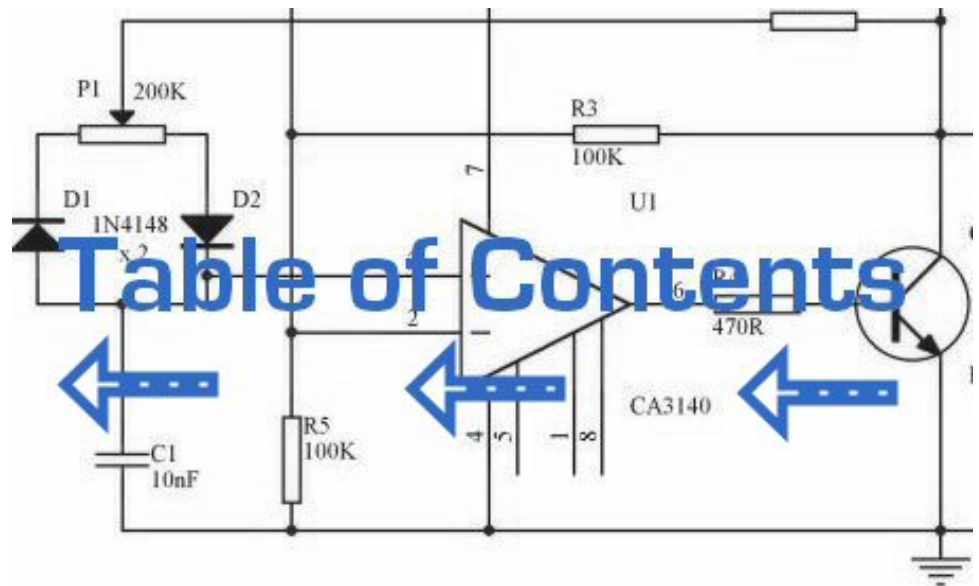 P1 200K
R3
100K
7
D1 D2
U1
1N4148
x 2
Table of Contents
2
6
470R
CA3140
R5
100K
4 5 1 8
C1
10nF